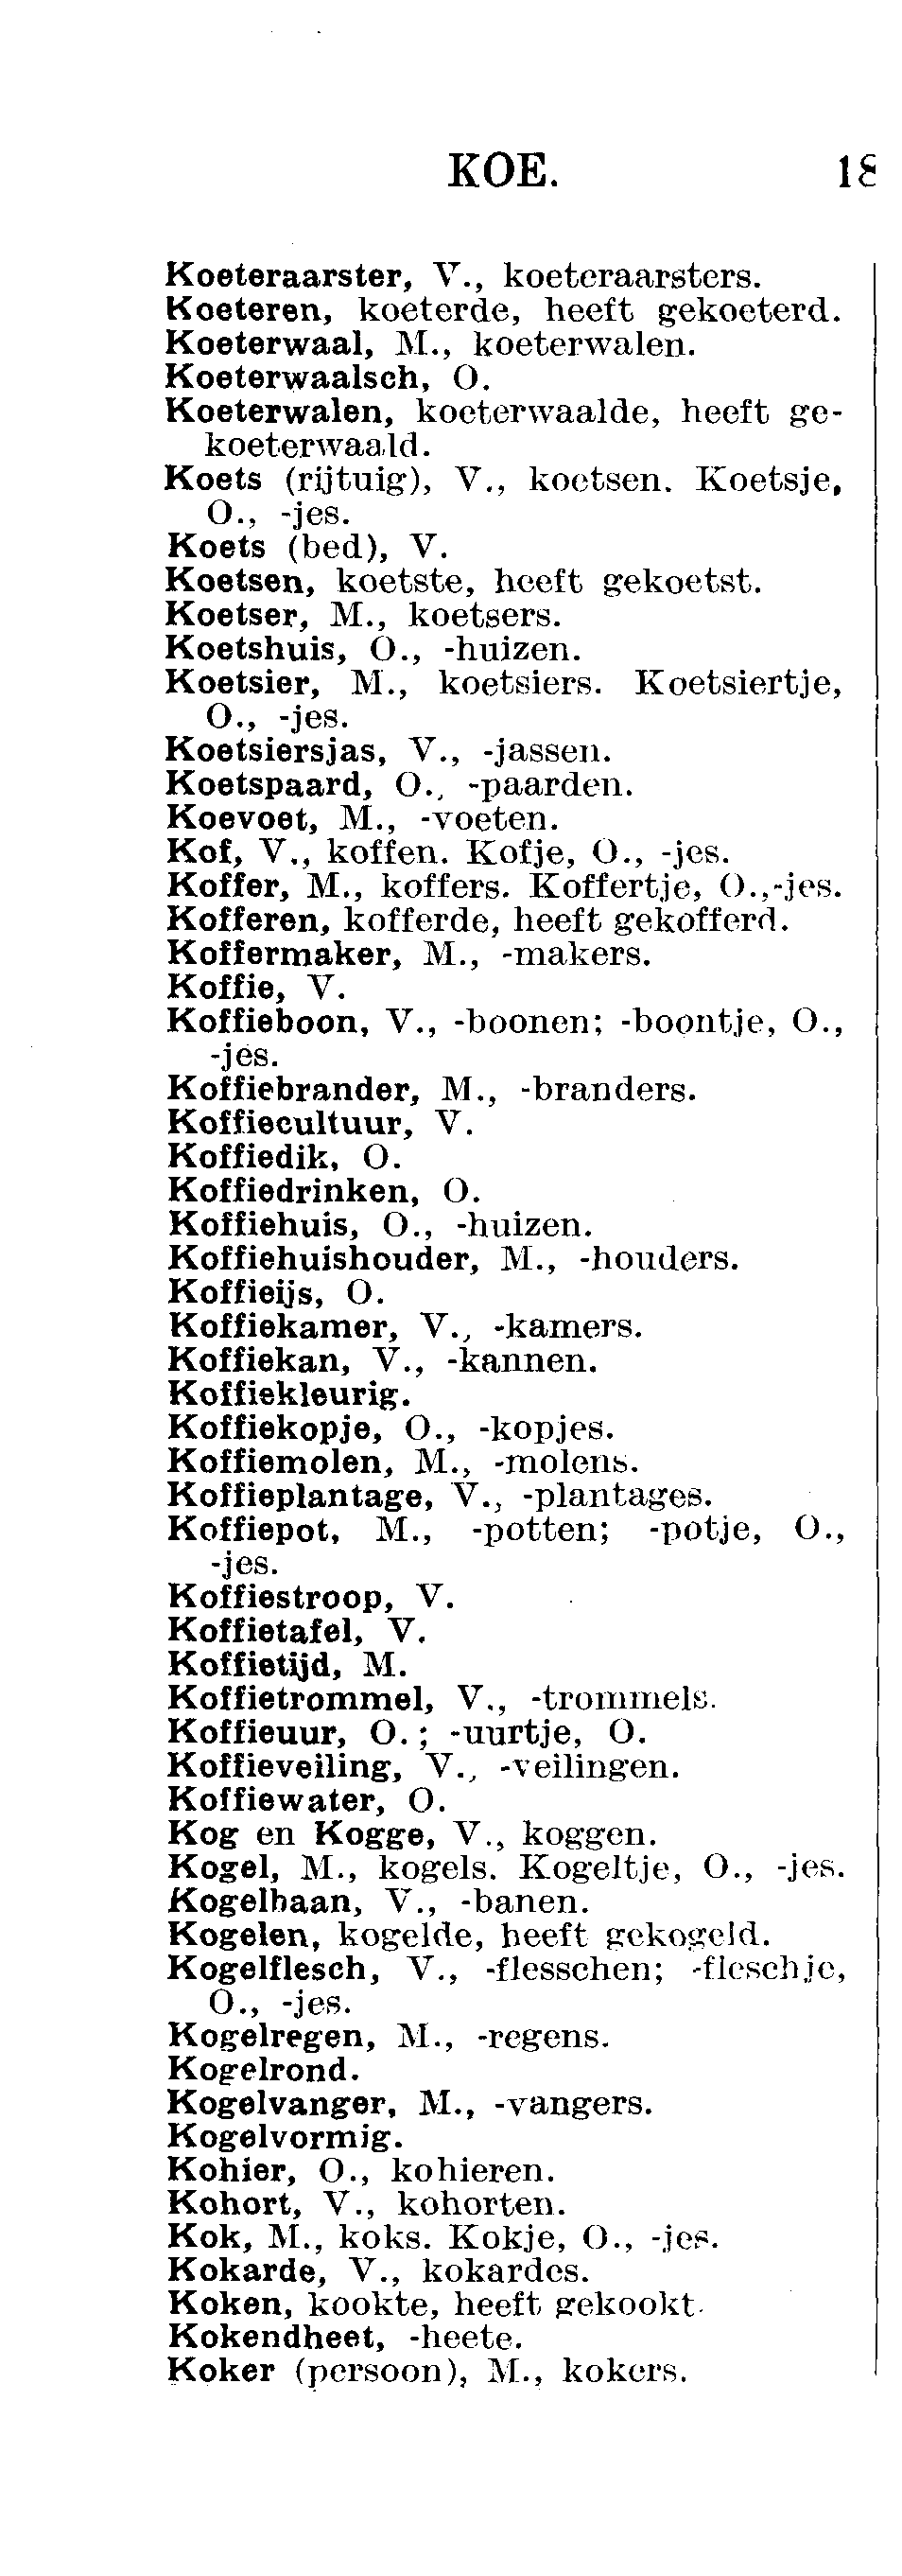 KOE.
Koeteraarster, V., koeteraarsters.
Koeteren, koeterde, heeft gekoeterd.
Koeterwaal, M., koeterwalen.
Koeterwaalsch, O.
Koeterwalen, koeterwaalde, heeft ge-
koeterwaald.
Koets (rijtuig), V., koetsen. Koetsje,
O., -jes.
Koets (bed), V.
Koetsen, koetste, heeft gekoetst.
Koetser, M., koetsers.
Koetshuis, O., -huizen.
Koetsier, M., koetsiers. Koetsiertje,
O., -jes.
Koetsiersjas, V., -jassen.
Koetspaard, O., -paarden.
Koevoet, M., -voeten.
Kof, V., koffen. Kofje, O., -jes.
Koffer, M., koffers. Koffertje, O.,-jes.
Kofferen, kofferde, heeft gekofferd.
Koffermaker, M., -makers.
Koffie, V.
Koffieboon, V., -boonen; -boontje, O.,
-jes.
Koffiebrander, M., -branders.
Koffiecultuur, V.
Koffiedik, O.
Koffiedrinken, O.
Koffiehuis, O., -huizen.
Koffiehuishouder, M., -houders.
Koffieijs, O.
Koffiekamer, V., -kamers.
Koffiekan, V., -kannen.
Koffiekleurig.
Koffiekopje, O., -kopjes.
Koffiemolen, M., -molens.
Koffieplantage, V., -plantages.
Koffiepot, M., -potten; -potje, O.,
-jes.
Koffiestroop, V.
Koffietafel, V.
Koffietijd, M.
Koffietrommel, V., -trommels.
Koffieuur, O.; -uurtje, O.
Koffieveiling, V., -veilingen.
Koffiewater, O.
Kog en Kogge, V., koggen.
Kogel, M., kogels. Kogeltje, O., -jes.
Kogelbaan, V., -banen.
Kogelen, kogelde, heeft gekogeld.
Kogelflesch, V., -flesschen; -fleschje,
O., -jes.
Kogelregen, M., -regens.
Kogelrond.
Kogelvanger, M., -vangers.
Kogelvormig.
Kohier, O., kohieren.
Kohort, V., kohorten.
Kok, M., koks. Kokje, O., -jes.
Kokarde, V., kokardes.
Koken, kookte, heeft gekookt.
Kokendheet, -heete.
Koker (persoon), M., kokers.